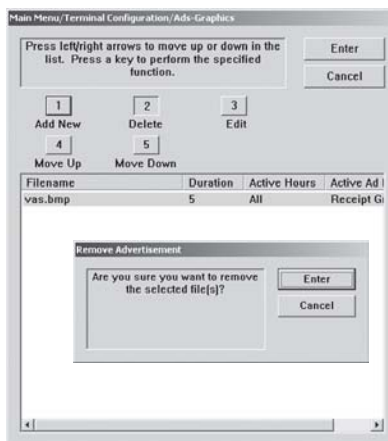 Main Menu/Terminal Configuration/Ads-Graphics
Press left/right arrows to move up or down in the
list. Press a key to perform the specified
function.
Enter
Cancel
1 2 3
Add New Delete Edit
4 5
Move Up Move Down
Filename Duration Active Hours Active Ad
vas.bmp 5 All Receipt
Remove Advertisement
Are you sure you want to remove
the selected file(s)?
Enter
Cancel